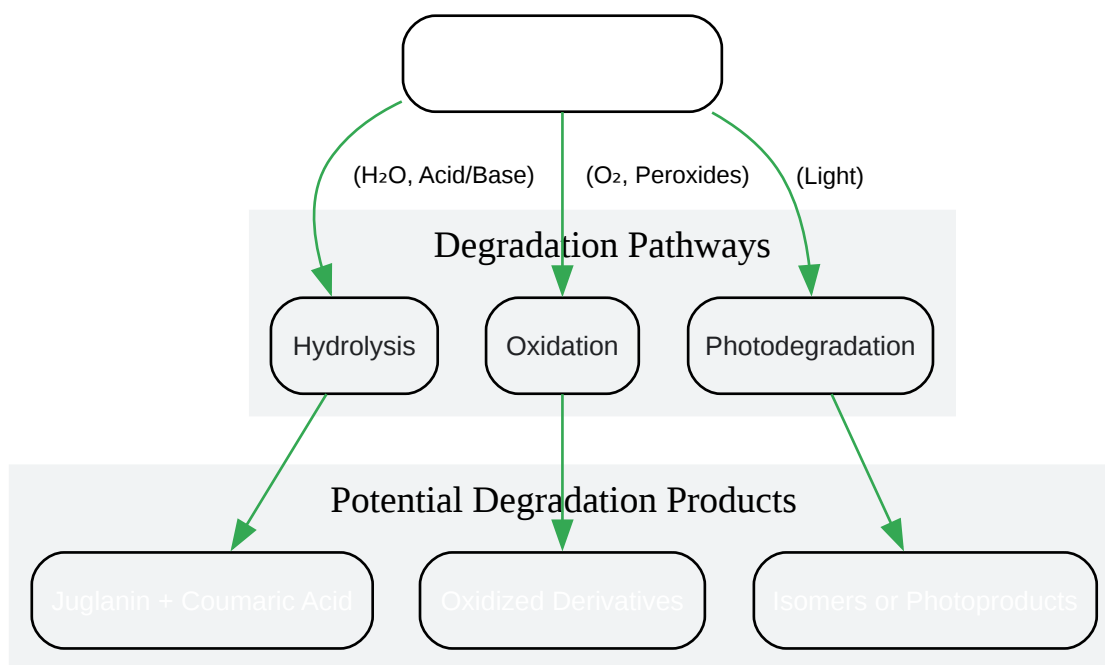 (H₂O, Acid/Base)
(O₂, Peroxides)
(Light)
Degradation Pathways
Hydrolysis
Oxidation
Photodegradation
Potential Degradation Products
Juglanin + Coumaric Acid
Oxidized Derivatives
Isomers or Photoproducts